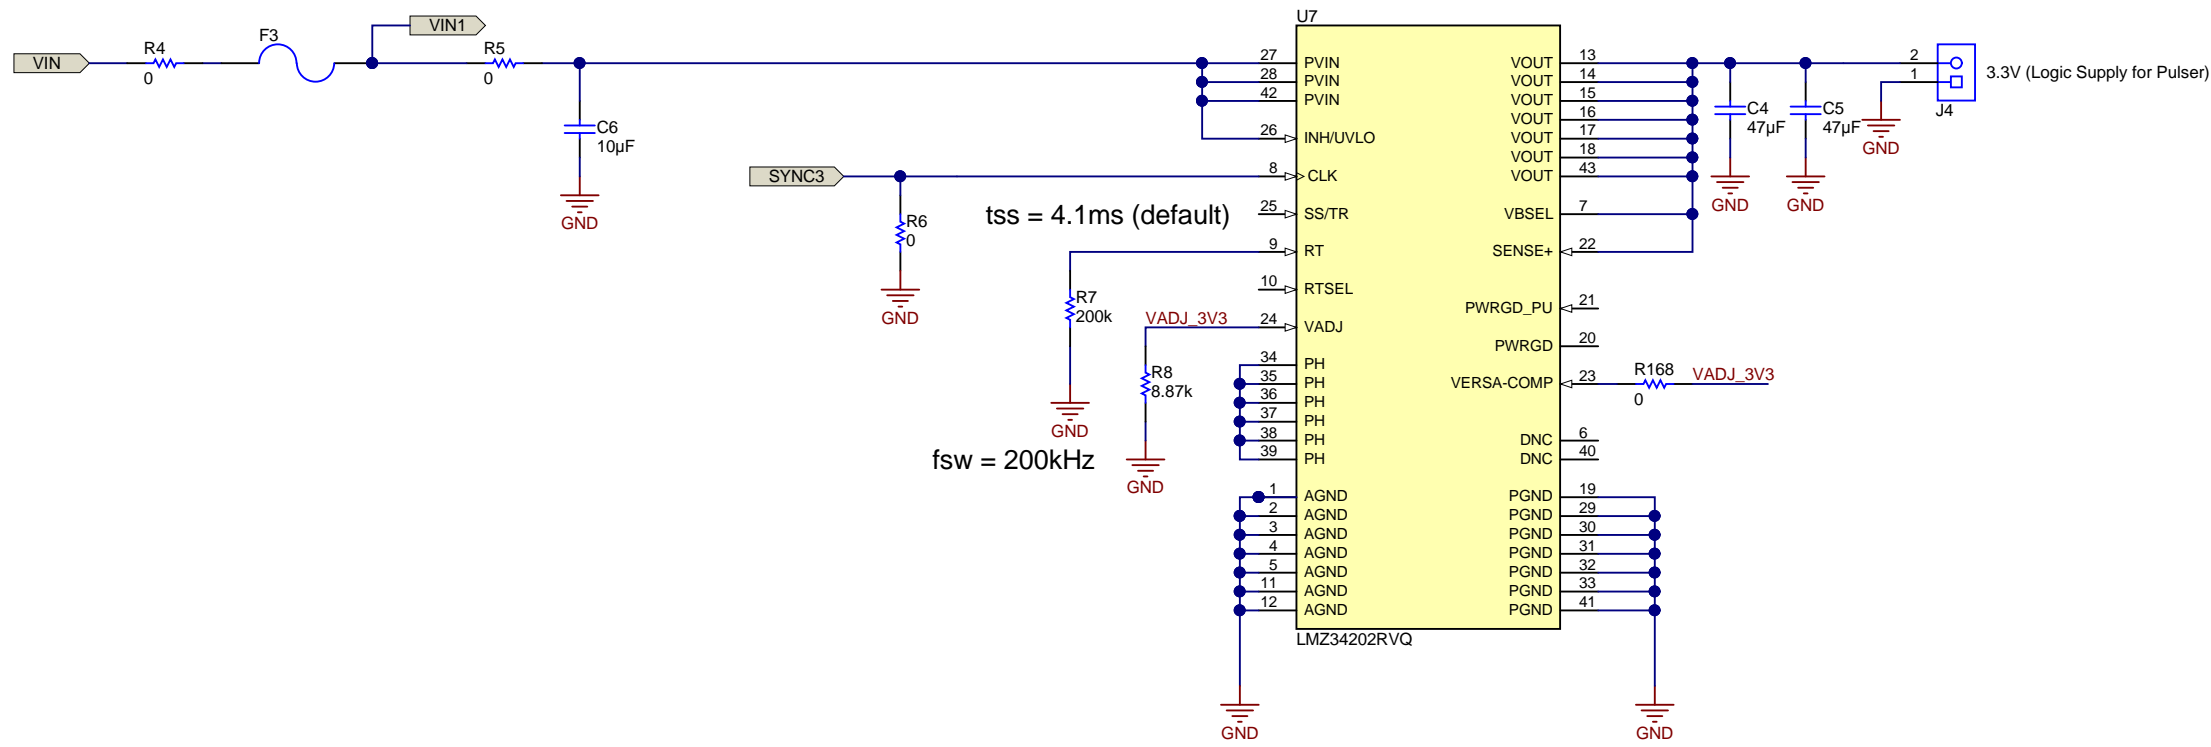 VIN
R4
0
F3
VIN1
R5
0
C6
10µF
GND
SYNC3
R6
0
GND
tss = 4.1ms (default)
R7
200k
GND
fsw = 200kHz
VADJ_3V3
R8
8.87k
GND
U7
27 PVIN
28 PVIN
42 PVIN
26 INH/UVLO
8 CLK
25 SS/TR
9 RT
10 RTSEL
24 VADJ
34 PH
35 PH
36 PH
37 PH
38 PH
39 PH
1 AGND
2 AGND
3 AGND
4 AGND
5 AGND
11 AGND
12 AGND
GND
VOUT 13
VOUT 14
VOUT 15
VOUT 16
VOUT 17
VOUT 18
VOUT 43
VBSEL 7
SENSE+ 22
PWRGD_PU 21
PWRGD 20
VERSA-COMP 23
DNC 6
DNC 40
PGND 19
PGND 29
PGND 30
PGND 31
PGND 32
PGND 33
PGND 41
LMZ34202RVQ
GND
R168
0
VADJ_3V3
C4
47µF
GND
C5
47µF
GND
2
1
GND
J4
3.3V (Logic Supply for Pulser)